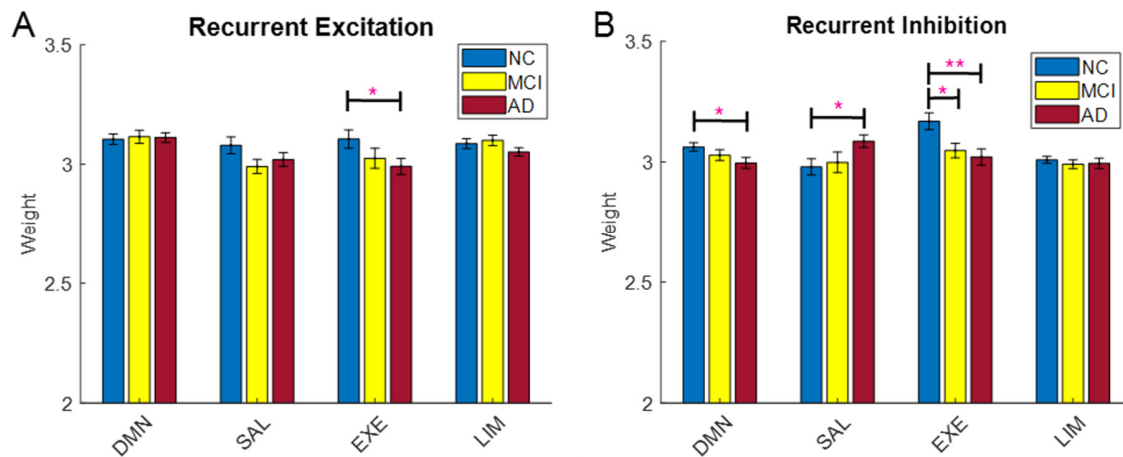 A
Recurrent Excitation
3.5
3
2.5
2
Weight
NC
MCI
AD
*
DMN
SAL
EXE
LIM
B
Recurrent Inhibition
3.5
3
2.5
2
Weight
NC
MCI
AD
*
*
**
*
DMN
SAL
EXE
LIM